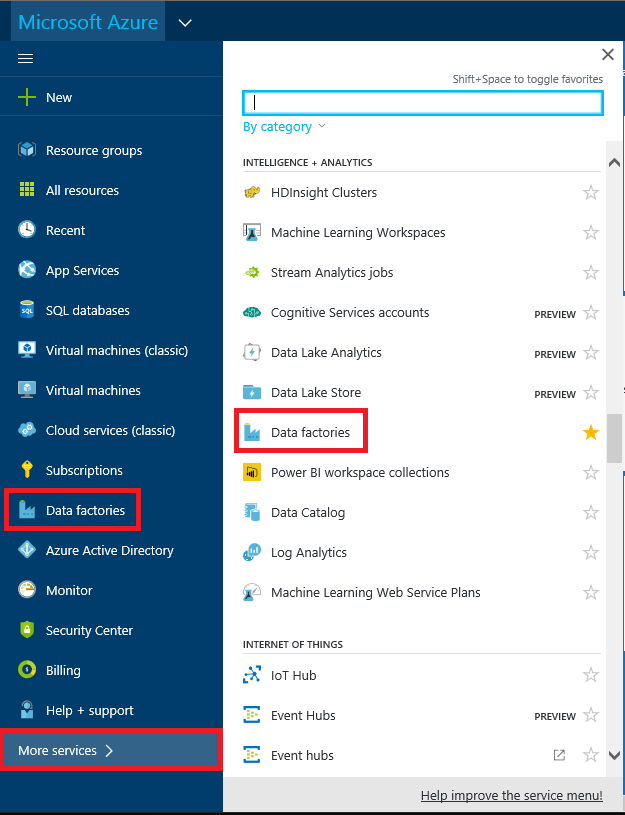 Microsoft Azure
New
Resource groups
All resources
Recent
App Services
SQL databases
Virtual machines (classic)
Virtual machines
Cloud services (classic)
Subscriptions
Data factories
Azure Active Directory
Monitor
Security Center
Billing
Help + support
More services
Shift+Space to toggle favorites
By category
INTELLIGENCE + ANALYTICS
HDInsight Clusters
Machine Learning Workspaces
Stream Analytics jobs
Cognitive Services accounts PREVIEW
Data Lake Analytics PREVIEW
Data Lake Store PREVIEW
Data factories
Power BI workspace collections
Data Catalog
Log Analytics
Machine Learning Web Service Plans
INTERNET OF THINGS
IoT Hub
Event Hubs PREVIEW
Event hubs
Help improve the service menu!